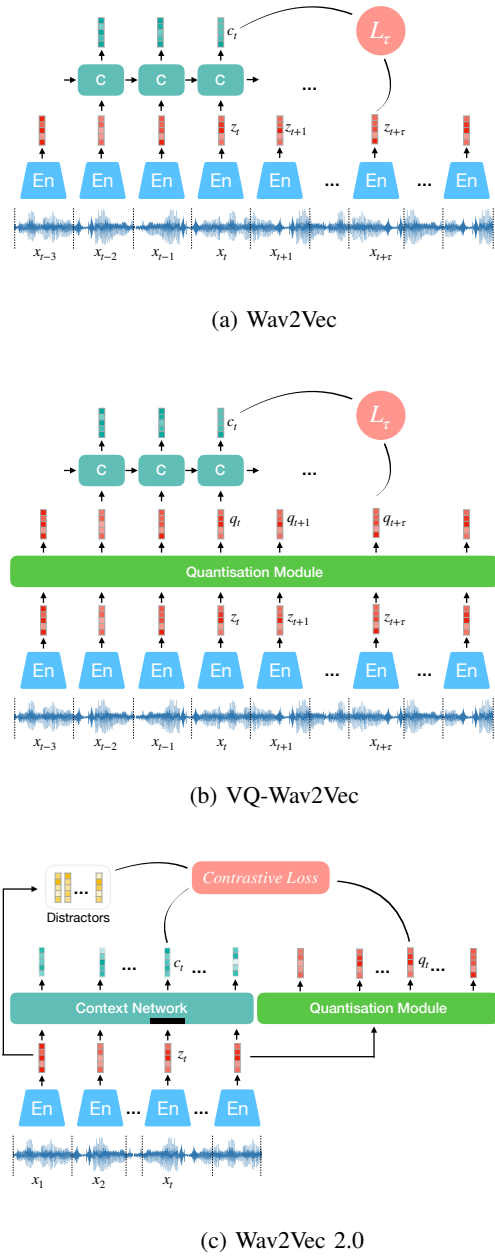 c_t
L_τ
C C C
...
z_t z_{t+1} z_{t+τ}
En En En En En ... En ... En
x_{t−3} x_{t−2} x_{t−1} x_t x_{t+1} x_{t+τ}
(a) Wav2Vec
c_t
L_τ
C C C
...
q_t q_{t+1} q_{t+τ}
Quantisation Module
z_t z_{t+1} z_{t+τ}
En En En En En ... En ... En
x_{t−3} x_{t−2} x_{t−1} x_t x_{t+1} x_{t+τ}
(b) VQ-Wav2Vec
...
Contrastive Loss
Distractors
... c_t ... ... q_t ...
Context Network Quantisation Module
z_t
En En ... En ... En
x_1 x_2 x_t
(c) Wav2Vec 2.0